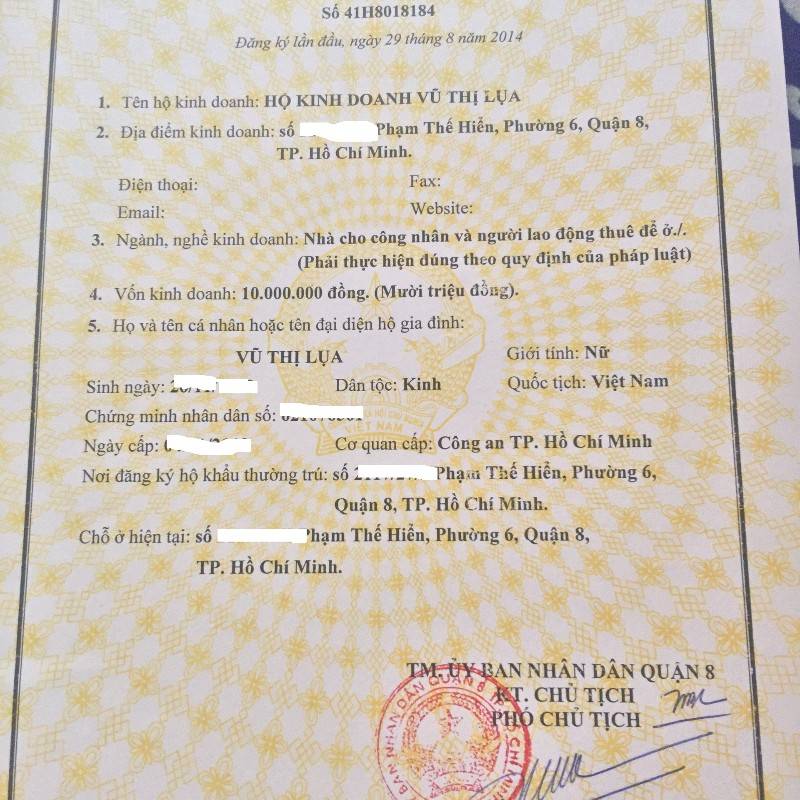 Số 41H8018184
Đăng ký lần đầu, ngày 29 tháng 8 năm 2014
1. Tên hộ kinh doanh: HỘ KINH DOANH VŨ THỊ LỤA
2. Địa điểm kinh doanh: số Phạm Thế Hiển, Phường 6, Quận 8,
TP. Hồ Chí Minh.
Điện thoại: Fax:
Email: Website:
3. Ngành, nghề kinh doanh: Nhà cho công nhân và người lao động thuê để ở./.
(Phải thực hiện đúng theo quy định của pháp luật)
4. Vốn kinh doanh: 10.000.000 đồng. (Mười triệu đồng).
5. Họ và tên cá nhân hoặc tên đại diện hộ gia đình:
VŨ THỊ LỤA Giới tính: Nữ
Sinh ngày: Dân tộc: Kinh Quốc tịch: Việt Nam
Chứng minh nhân dân số:
VIỆT NAM
Ngày cấp: Cơ quan cấp: Công an TP. Hồ Chí Minh
Nơi đăng ký hộ khẩu thường trú: số Phạm Thế Hiển, Phường 6,
Quận 8, TP. Hồ Chí Minh.
Chỗ ở hiện tại: số Phạm Thế Hiển, Phường 6, Quận 8,
TP. Hồ Chí Minh.
TM. ỦY BAN NHÂN DÂN QUẬN 8
KT. CHỦ TỊCH
PHÓ CHỦ TỊCH
BAN NHÂN DÂN QUẬN 8